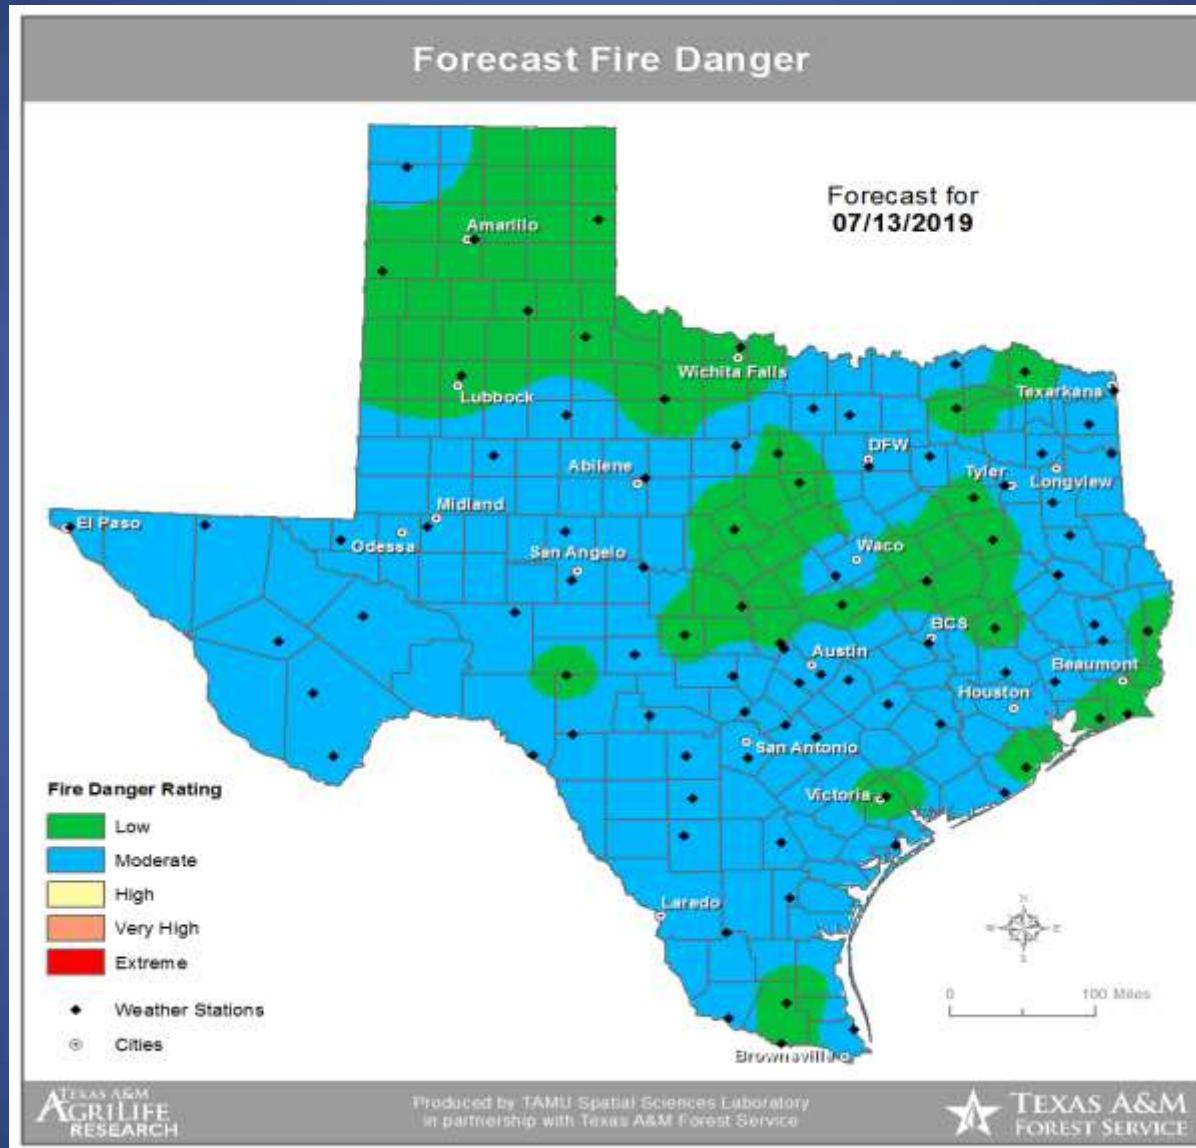 Forecast Fire Danger
Forecast for
07/13/2019
Amarillo
Wichita Falls
Lubbock
Texarkana
DFW
Abilene
Tyler
Longview
Midland
El Paso
Odessa
Waco
San Angelo
BCS
Austin
Beaumont
Houston
San Antonio
Victoria
Laredo
Brownsville
Fire Danger Rating
Low
Moderate
High
Very High
Extreme
Weather Stations
Cities
N
W E
S
0 100 Miles
TEXAS A&M
AGRILIFE
RESEARCH
Produced by TAMU Spatial Sciences Laboratory
in partnership with Texas A&M Forest Service
TEXAS A&M
FOREST SERVICE